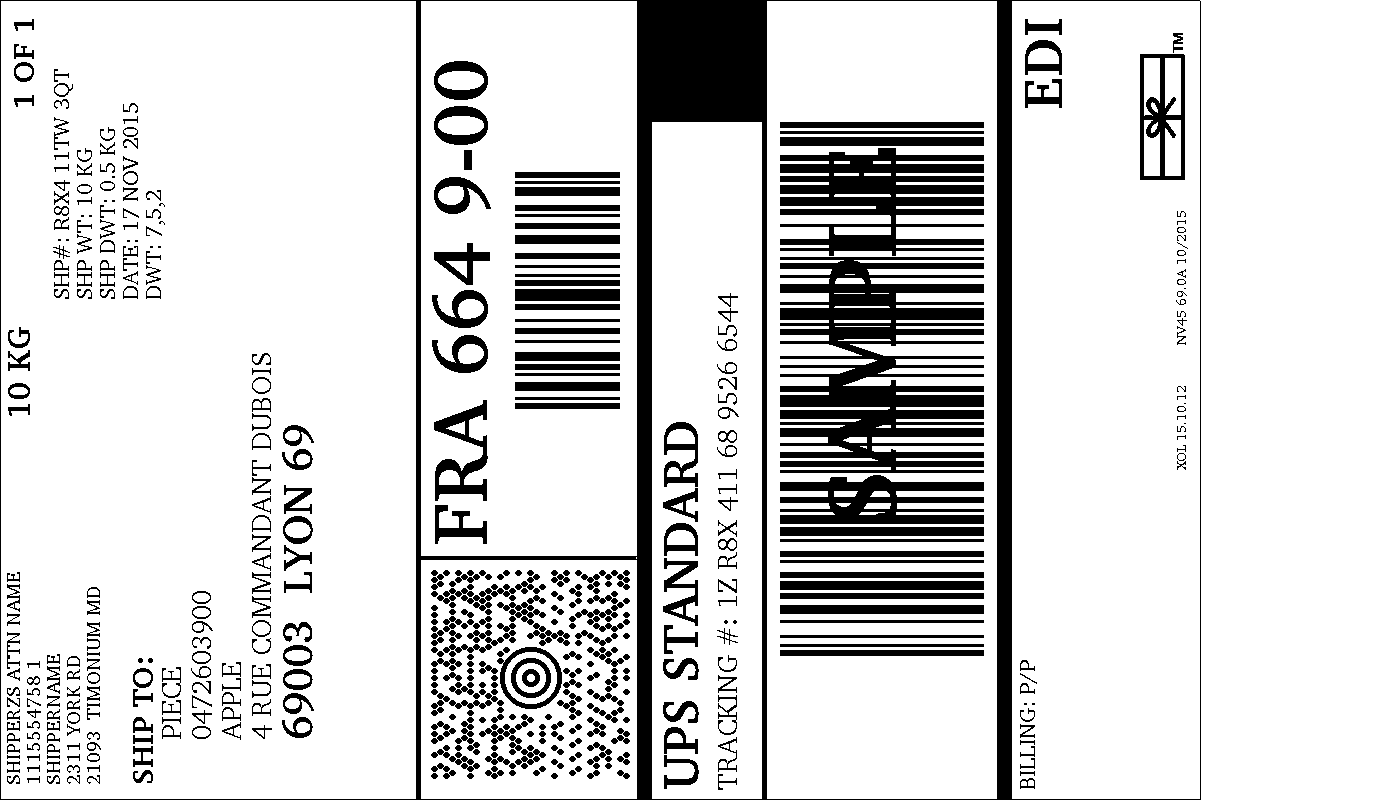 SHIPPERZS ATTN NAME
1115554758 1
SHIPPERNAME
2311 YORK RD
21093 TIMONIUM MD
10 KG
1 OF 1
SHP#: R8X4 11TW 3QT
SHP WT: 10 KG
SHP DWT: 0.5 KG
DATE: 17 NOV 2015
DWT: 7,5,2
SHIP TO:
PIECE
0472603900
APPLE
4 RUE COMMANDANT DUBOIS
69003 LYON 69
FRA 664 9-00
UPS STANDARD
TRACKING #: 1Z R8X 411 68 9526 6544
SAMPLE
BILLING: P/P
EDI
XOL 15.10.12 NV45 69.0A 10/2015
TM